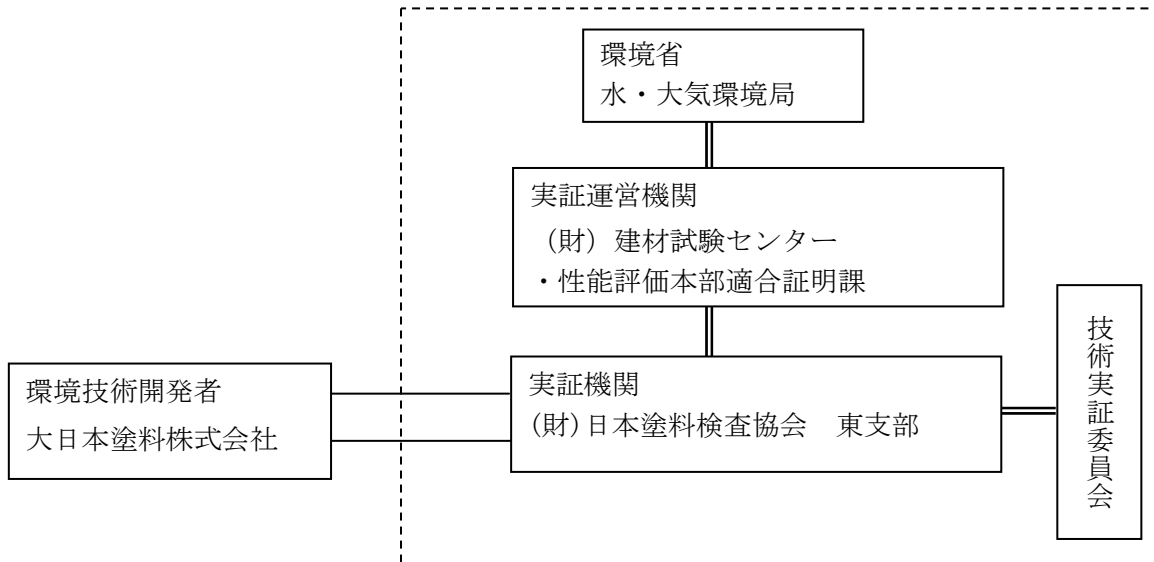 環境省
水・大気環境局
実証運営機関
（財）建材試験センター
・性能評価本部適合証明課
環境技術開発者
大日本塗料株式会社
実証機関
(財)日本塗料検査協会　東支部
技術実証委員会